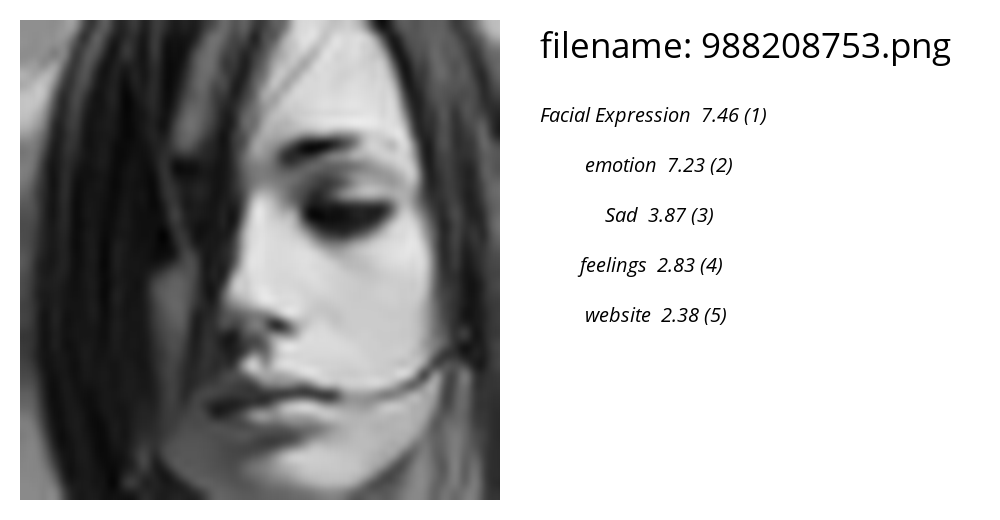 filename: 988208753.png
Facial Expression 7.46 (1)
emotion 7.23 (2)
Sad 3.87 (3)
feelings 2.83 (4)
website 2.38 (5)